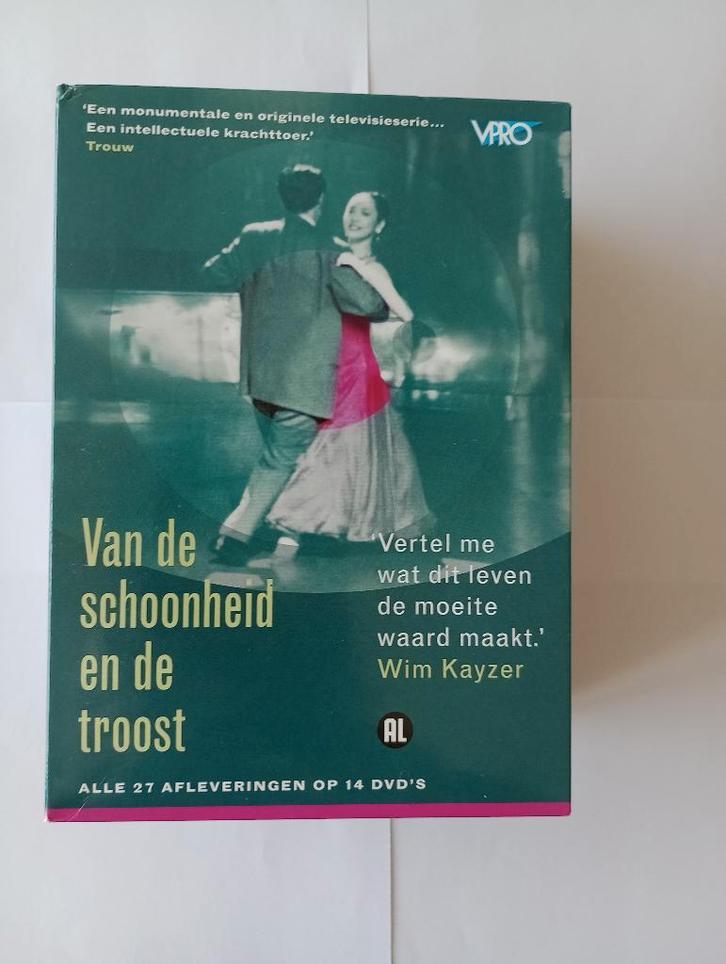 ‘Een monumentale en originele televisieserie...
Een intellectuele krachttoer.’
Trouw
VPRO
Van de
schoonheid
en de
troost
‘Vertel me
wat dit leven
de moeite
waard maakt.’
Wim Kayzer
AL
ALLE 27 AFLEVERINGEN OP 14 DVD’S